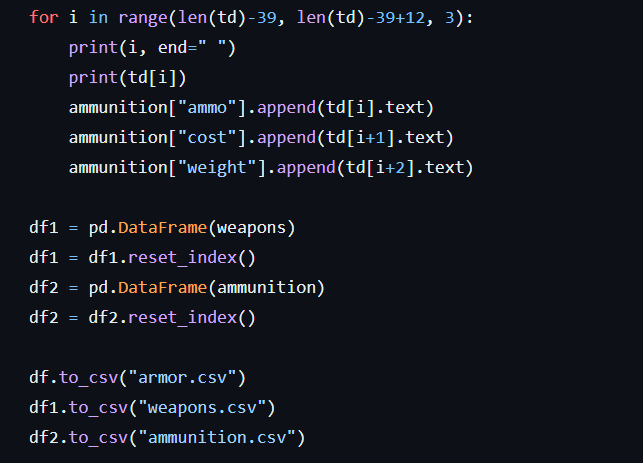 for i in range(len(td)-39, len(td)-39+12, 3):
    print(i, end=" ")
    print(td[i])
    ammunition["ammo"].append(td[i].text)
    ammunition["cost"].append(td[i+1].text)
    ammunition["weight"].append(td[i+2].text)

df1 = pd.DataFrame(weapons)
df1 = df1.reset_index()
df2 = pd.DataFrame(ammunition)
df2 = df2.reset_index()

df.to_csv("armor.csv")
df1.to_csv("weapons.csv")
df2.to_csv("ammunition.csv")